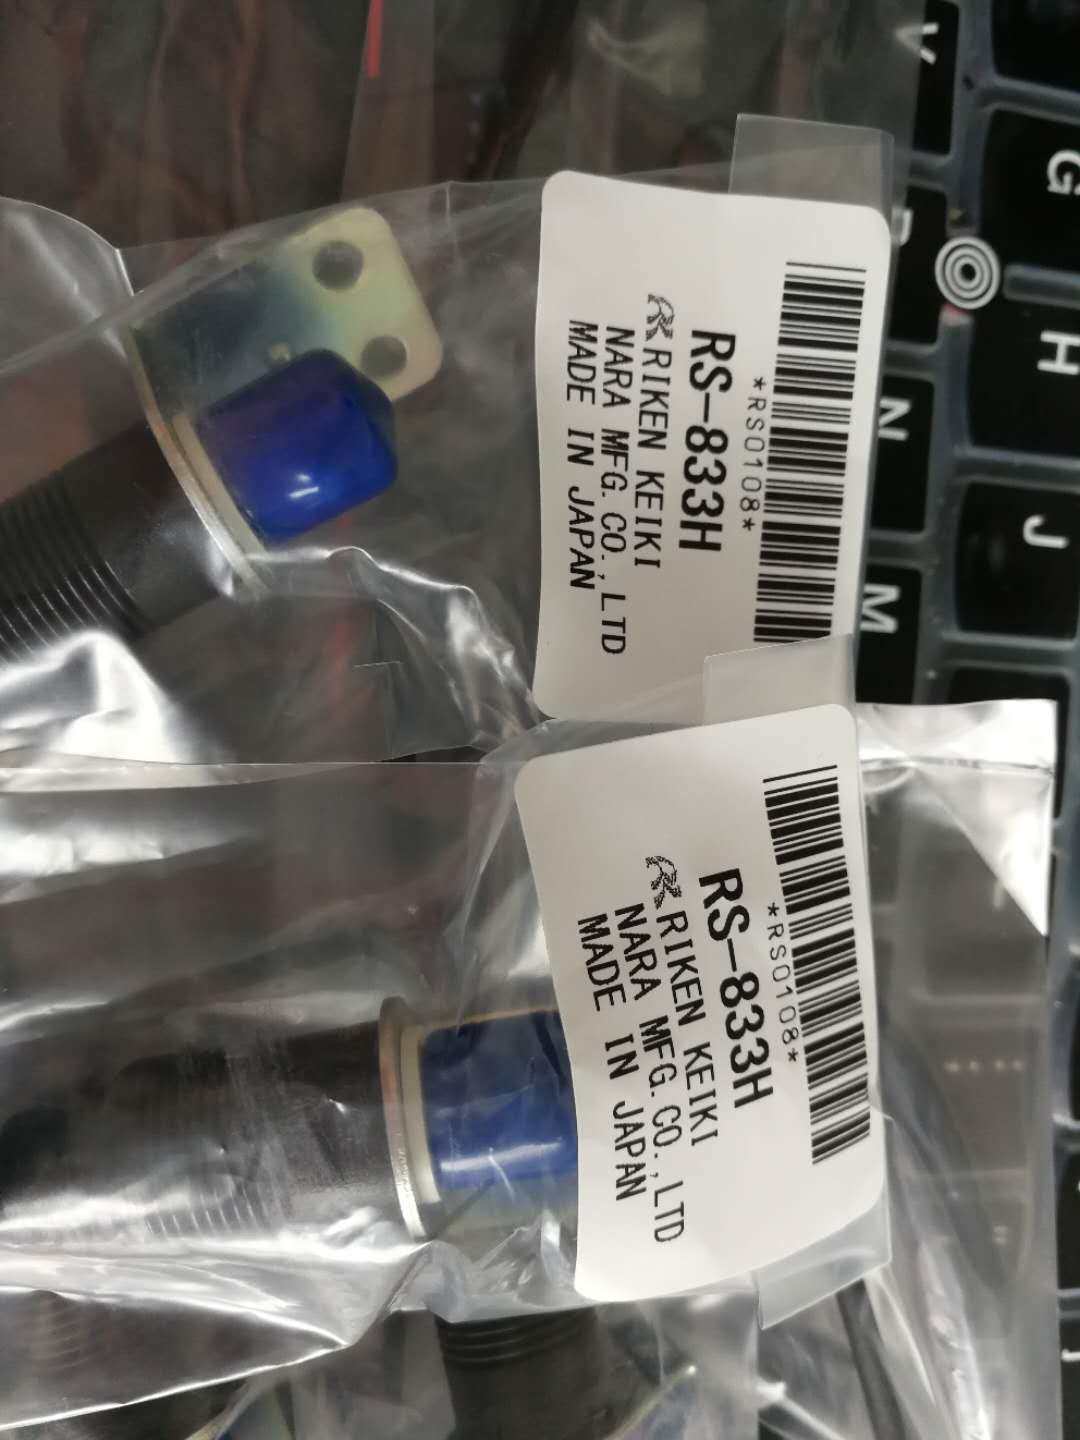 *RS0108*
RS-833H
RIKEN KEIKI
NARA MFG. CO.,LTD
MADE IN JAPAN
*RS0108*
RS-833H
RIKEN KEIKI
NARA MFG. CO.,LTD
MADE IN JAPAN
V
G
H
N
J
M